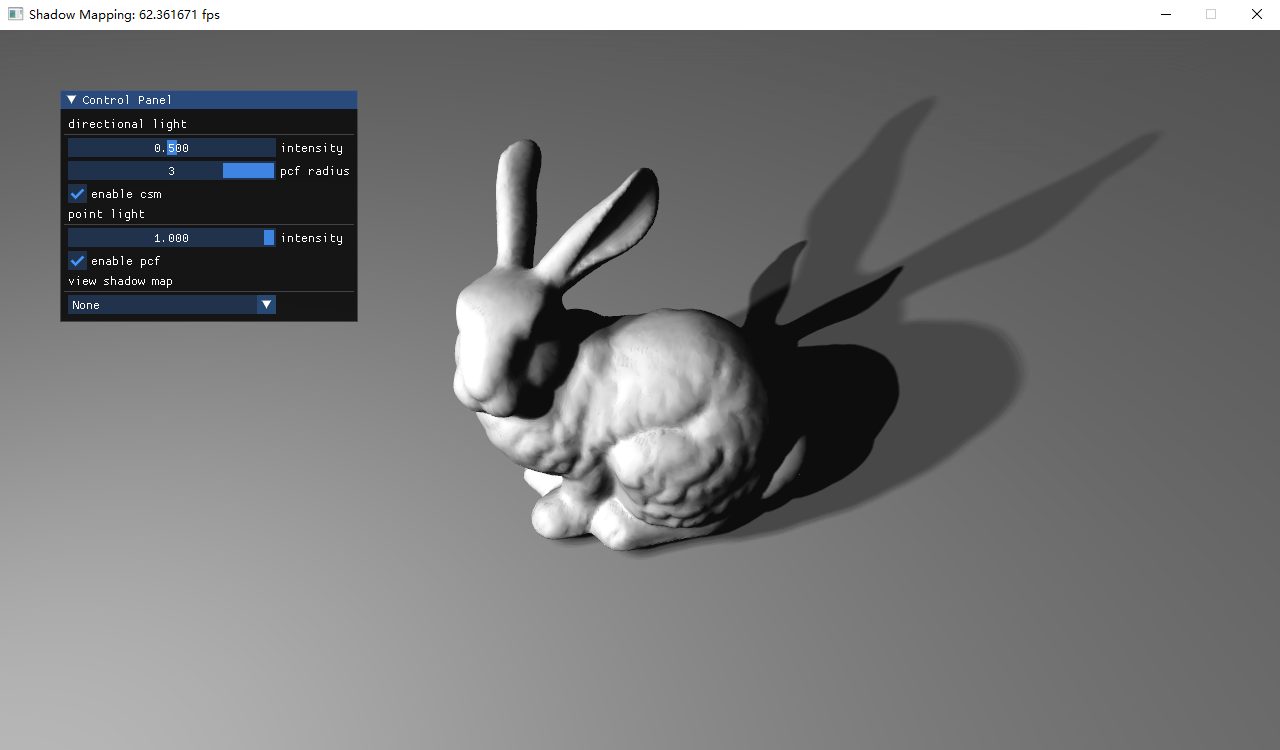 Shadow Mapping: 62.361671 fps
Control Panel
directional light
0.500 intensity
3 pcf radius
enable csm
point light
1.000 intensity
enable pcf
view shadow map
None